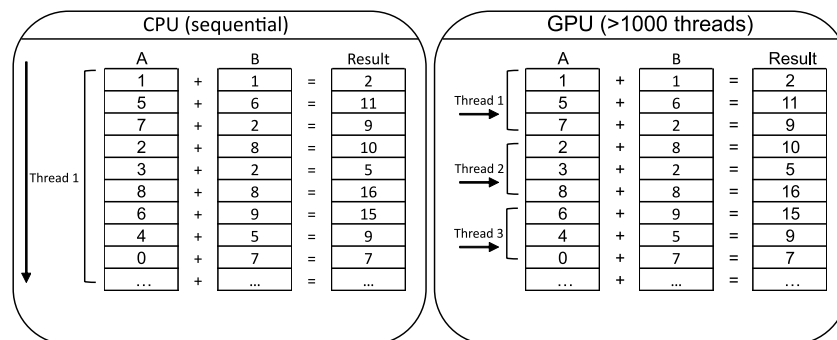 CPU (sequential)
A B Result
1 + 1 = 2
5 + 6 = 11
7 + 2 = 9
2 + 8 = 10
3 + 2 = 5
Thread 1
8 + 8 = 16
6 + 9 = 15
4 + 5 = 9
0 + 7 = 7
... + ... = ...
GPU (>1000 threads)
A B Result
1 + 1 = 2
Thread 1
5 + 6 = 11
7 + 2 = 9
2 + 8 = 10
Thread 2
3 + 2 = 5
8 + 8 = 16
6 + 9 = 15
Thread 3
4 + 5 = 9
0 + 7 = 7
... + ... = ...